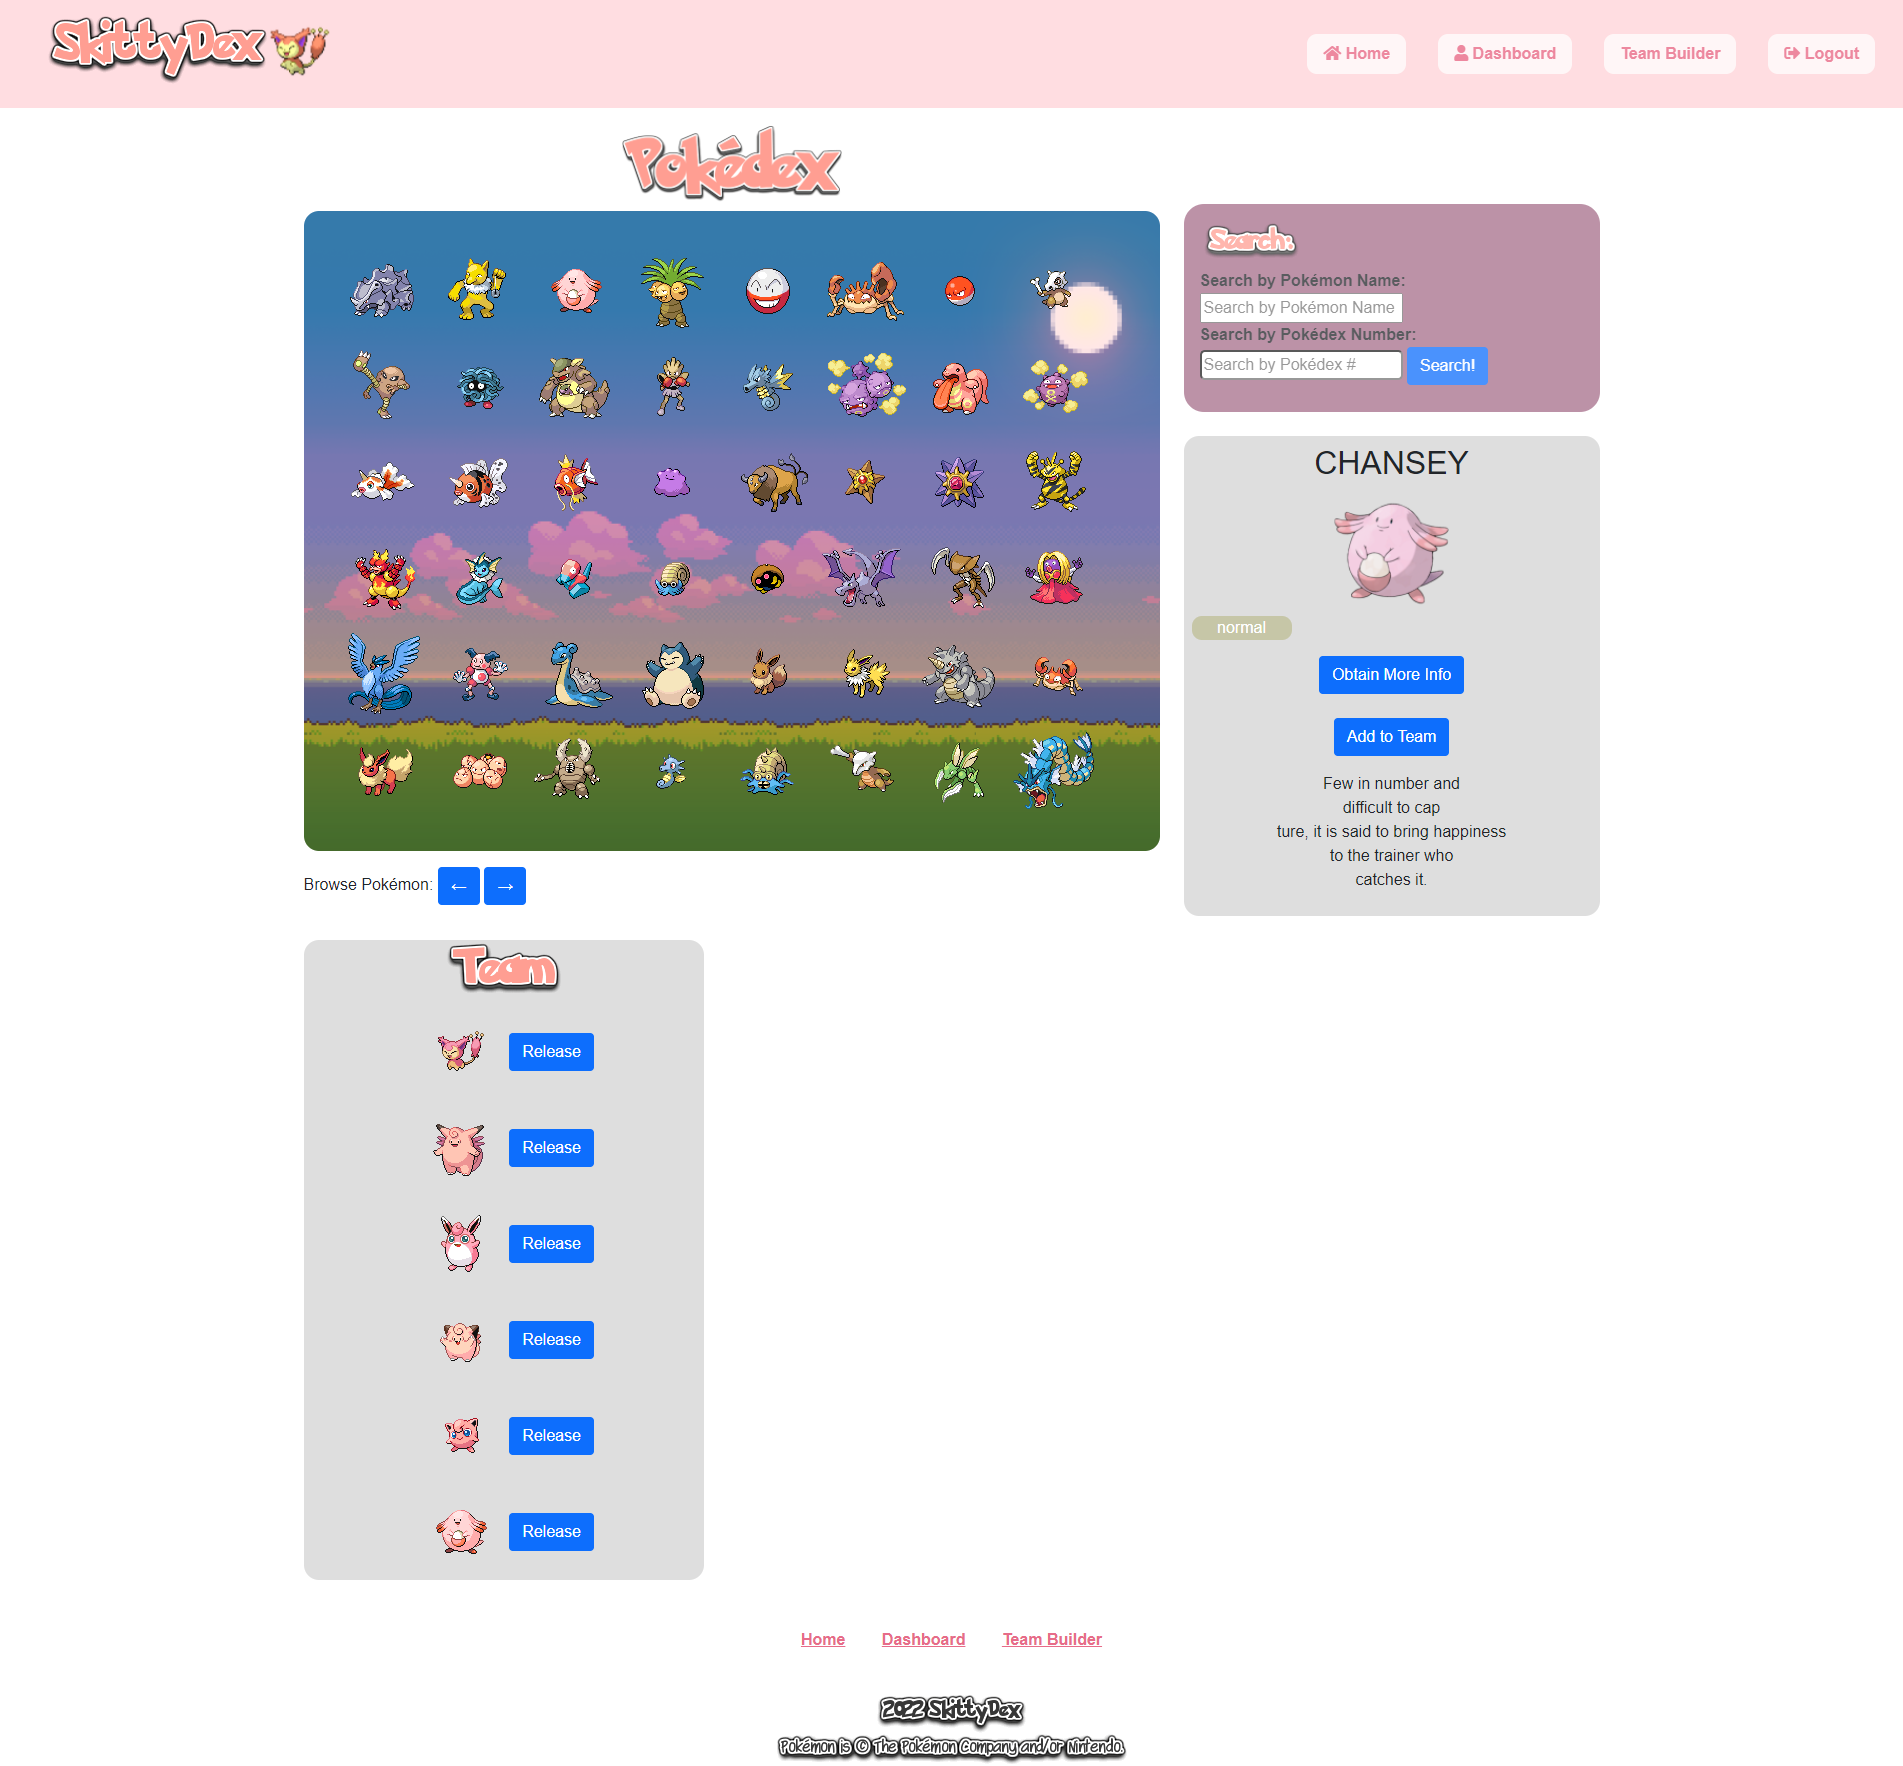 SkittyDex
Home
Dashboard
Team Builder
Logout
Pokédex
Search:
Search by Pokémon Name:
Search by Pokémon Name
Search by Pokédex Number:
Search by Pokédex #
Search!
CHANSEY
normal
Obtain More Info
Add to Team
Few in number and
difficult to cap
ture, it is said to bring happiness
to the trainer who
catches it.
Browse Pokémon: ← →
Team
Release
Release
Release
Release
Release
Release
Home Dashboard Team Builder
2022 SkittyDex
Pokémon is © The Pokémon Company and/or Nintendo.